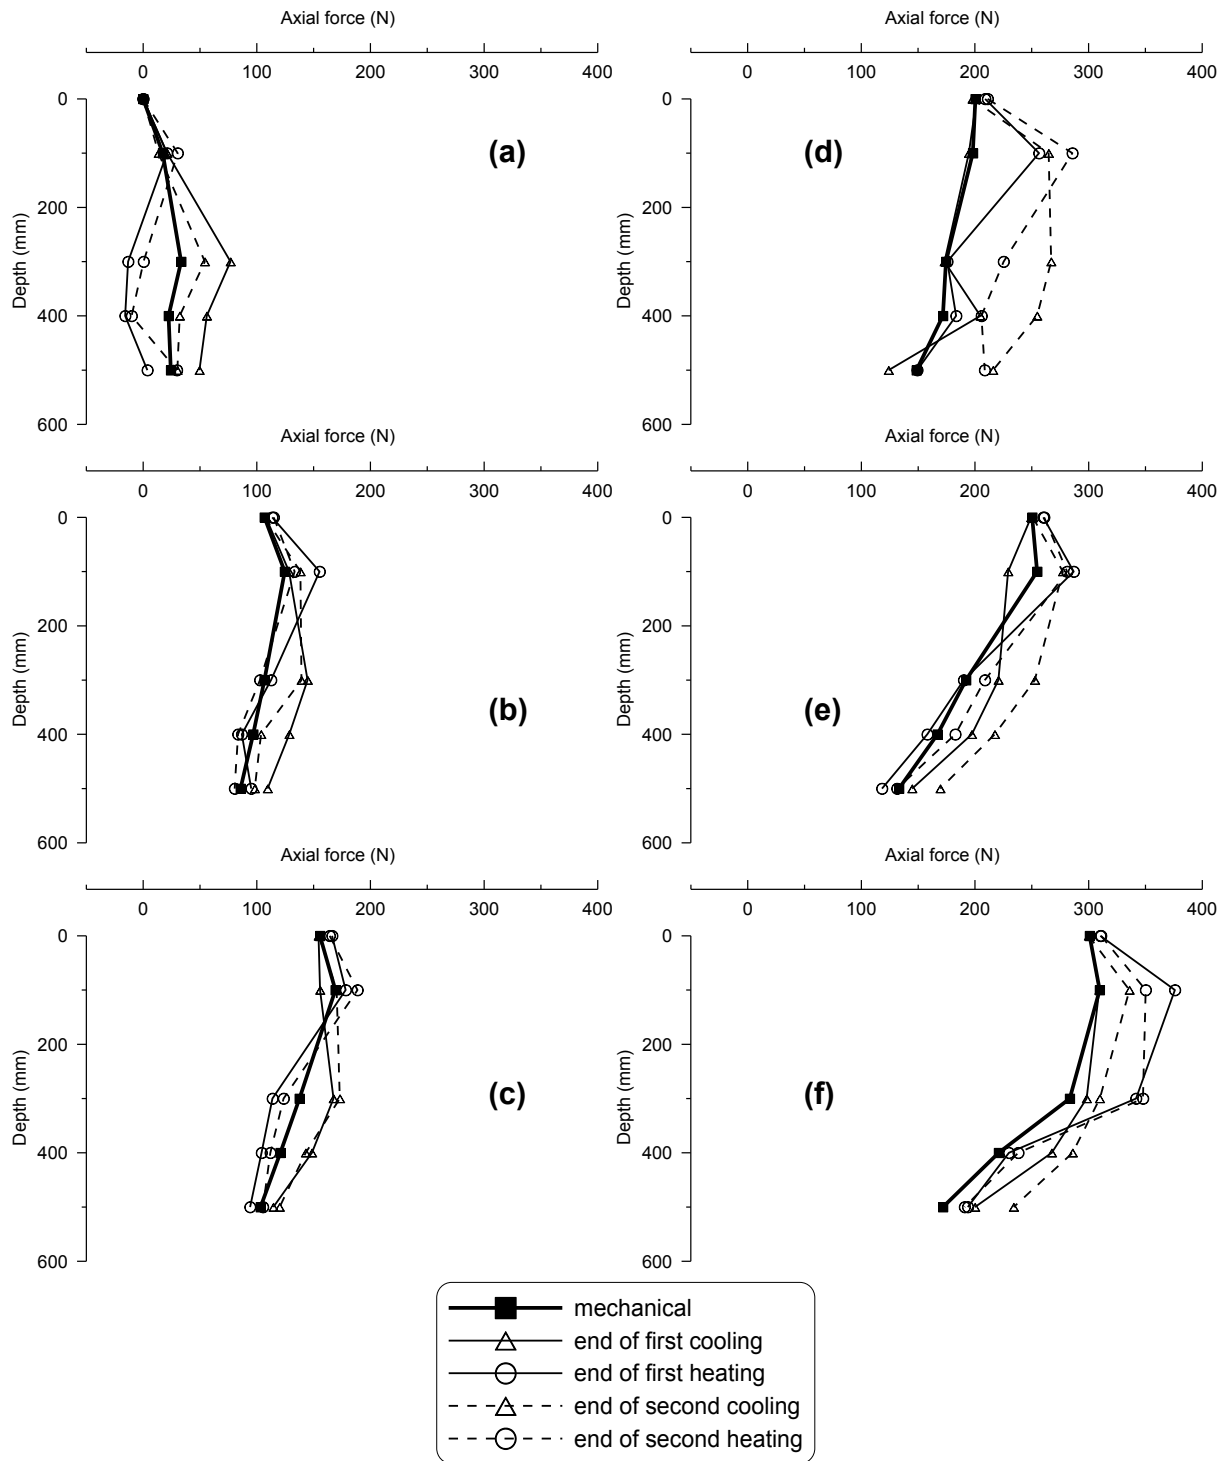 Axial force (N)
0 100 200 300 400
0
200
400
600
Depth (mm)
(a)
Axial force (N)
0 100 200 300 400
0
200
400
600
Depth (mm)
(d)
Axial force (N)
0 100 200 300 400
0
200
400
600
Depth (mm)
(b)
Axial force (N)
0 100 200 300 400
0
200
400
600
Depth (mm)
(e)
Axial force (N)
0 100 200 300 400
0
200
400
600
Depth (mm)
(c)
Axial force (N)
0 100 200 300 400
0
200
400
600
Depth (mm)
(f)
mechanical
end of first cooling
end of first heating
end of second cooling
end of second heating